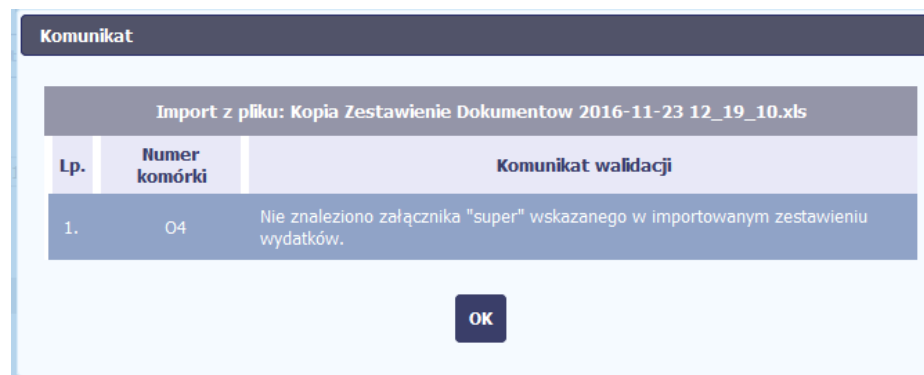 Komunikat
Import z pliku: Kopia Zestawienie Dokumentow 2016-11-23 12_19_10.xls
Lp.
Numer
komórki
Komunikat walidacji
1.
O4
Nie znaleziono załącznika "super" wskazanego w importowanym zestawieniu
wydatków.
OK